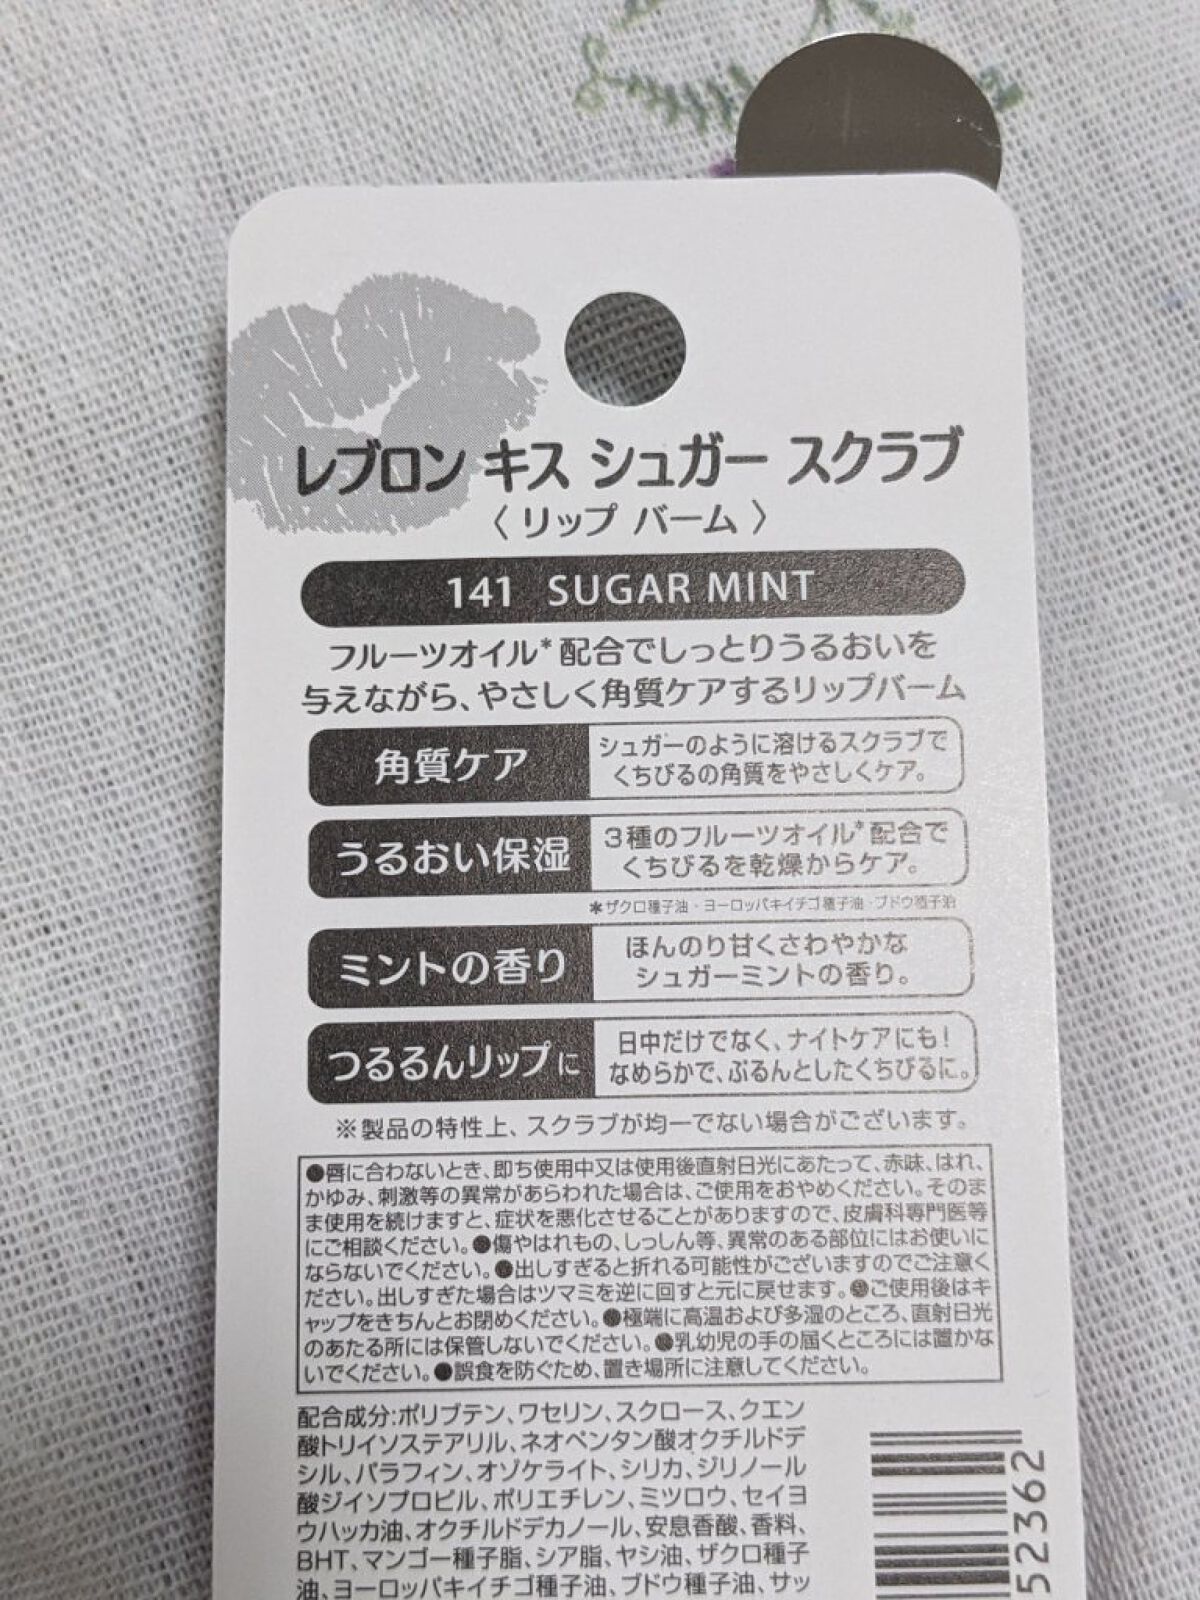 レブロン キス シュガー スクラブ
〈 リップ バーム 〉
141 SUGAR MINT
フルーツオイル*配合でしっとりうるおいを
与えながら、やさしく角質ケアするリップバーム
角質ケア
シュガーのように溶けるスクラブで
くちびるの角質をやさしくケア。
うるおい保湿
3種のフルーツオイル*配合で
くちびるを乾燥からケア。
*ザクロ種子油・ヨーロッパキイチゴ種子油・ブドウ種子油
ミントの香り
ほんのり甘くさわやかな
シュガーミントの香り。
つるるんリップに
日中だけでなく、ナイトケアにも!
なめらかで、ぷるんとしたくちびるに。
※製品の特性上、スクラブが均一でない場合がございます。
●唇に合わないとき、即ち使用中又は使用後直射日光にあたって、赤味、はれ、
かゆみ、刺激等の異常があらわれた場合は、ご使用をおやめください。そのま
ま使用を続けますと、症状を悪化させることがありますので、皮膚科専門医等
にご相談ください。●傷やはれもの、しっしん等、異常のある部位にはお使いに
ならないでください。●出しすぎると折れる可能性がございますのでご注意く
ださい。出しすぎた場合はツマミを逆に回すと元に戻せます。●ご使用後はキ
ャップをきちんとお閉めください。●極端に高温および多湿のところ、直射日光
のあたる所には保管しないでください。●乳幼児の手の届くところには置かな
いでください。●誤食を防ぐため、置き場所に注意してください。
配合成分:ポリブテン、ワセリン、スクロース、クエン
酸トリイソステアリル、ネオペンタン酸オクチルドデ
シル、パラフィン、オゾケライト、シリカ、ジリノール
酸ジイソプロピル、ポリエチレン、ミツロウ、セイヨ
ウハッカ油、オクチルドデカノール、安息香酸、香料、
BHT、マンゴー種子脂、シア脂、ヤシ油、ザクロ種子
油、ヨーロッパキイチゴ種子油、ブドウ種子油、サッ
52362